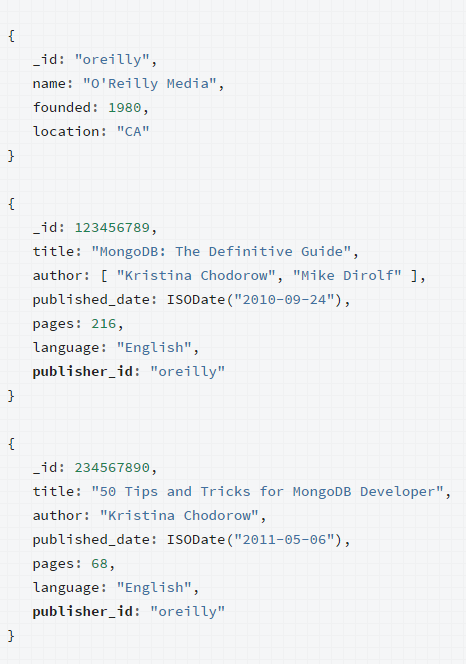 {
   _id: "oreilly",
   name: "O'Reilly Media",
   founded: 1980,
   location: "CA"
}

{
   _id: 123456789,
   title: "MongoDB: The Definitive Guide",
   author: [ "Kristina Chodorow", "Mike Dirolf" ],
   published_date: ISODate("2010-09-24"),
   pages: 216,
   language: "English",
   publisher_id: "oreilly"
}

{
   _id: 234567890,
   title: "50 Tips and Tricks for MongoDB Developer",
   author: "Kristina Chodorow",
   published_date: ISODate("2011-05-06"),
   pages: 68,
   language: "English",
   publisher_id: "oreilly"
}